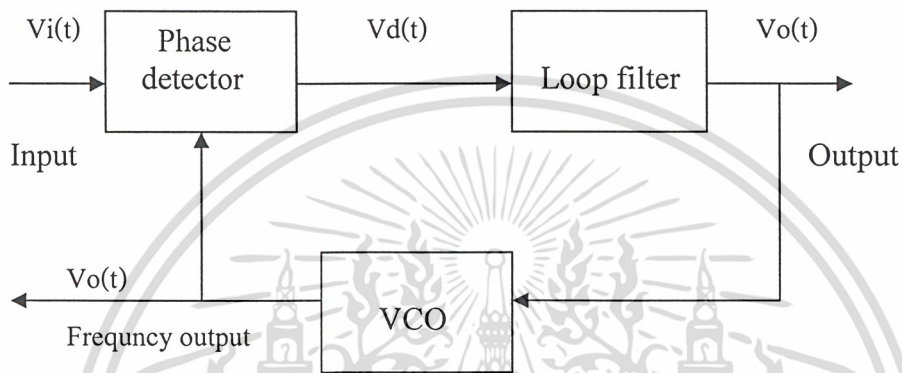 Vi(t)
Phase
detector
Vd(t)
Loop filter
Vo(t)
Input
Output
Vo(t)
Frequncy output
VCO